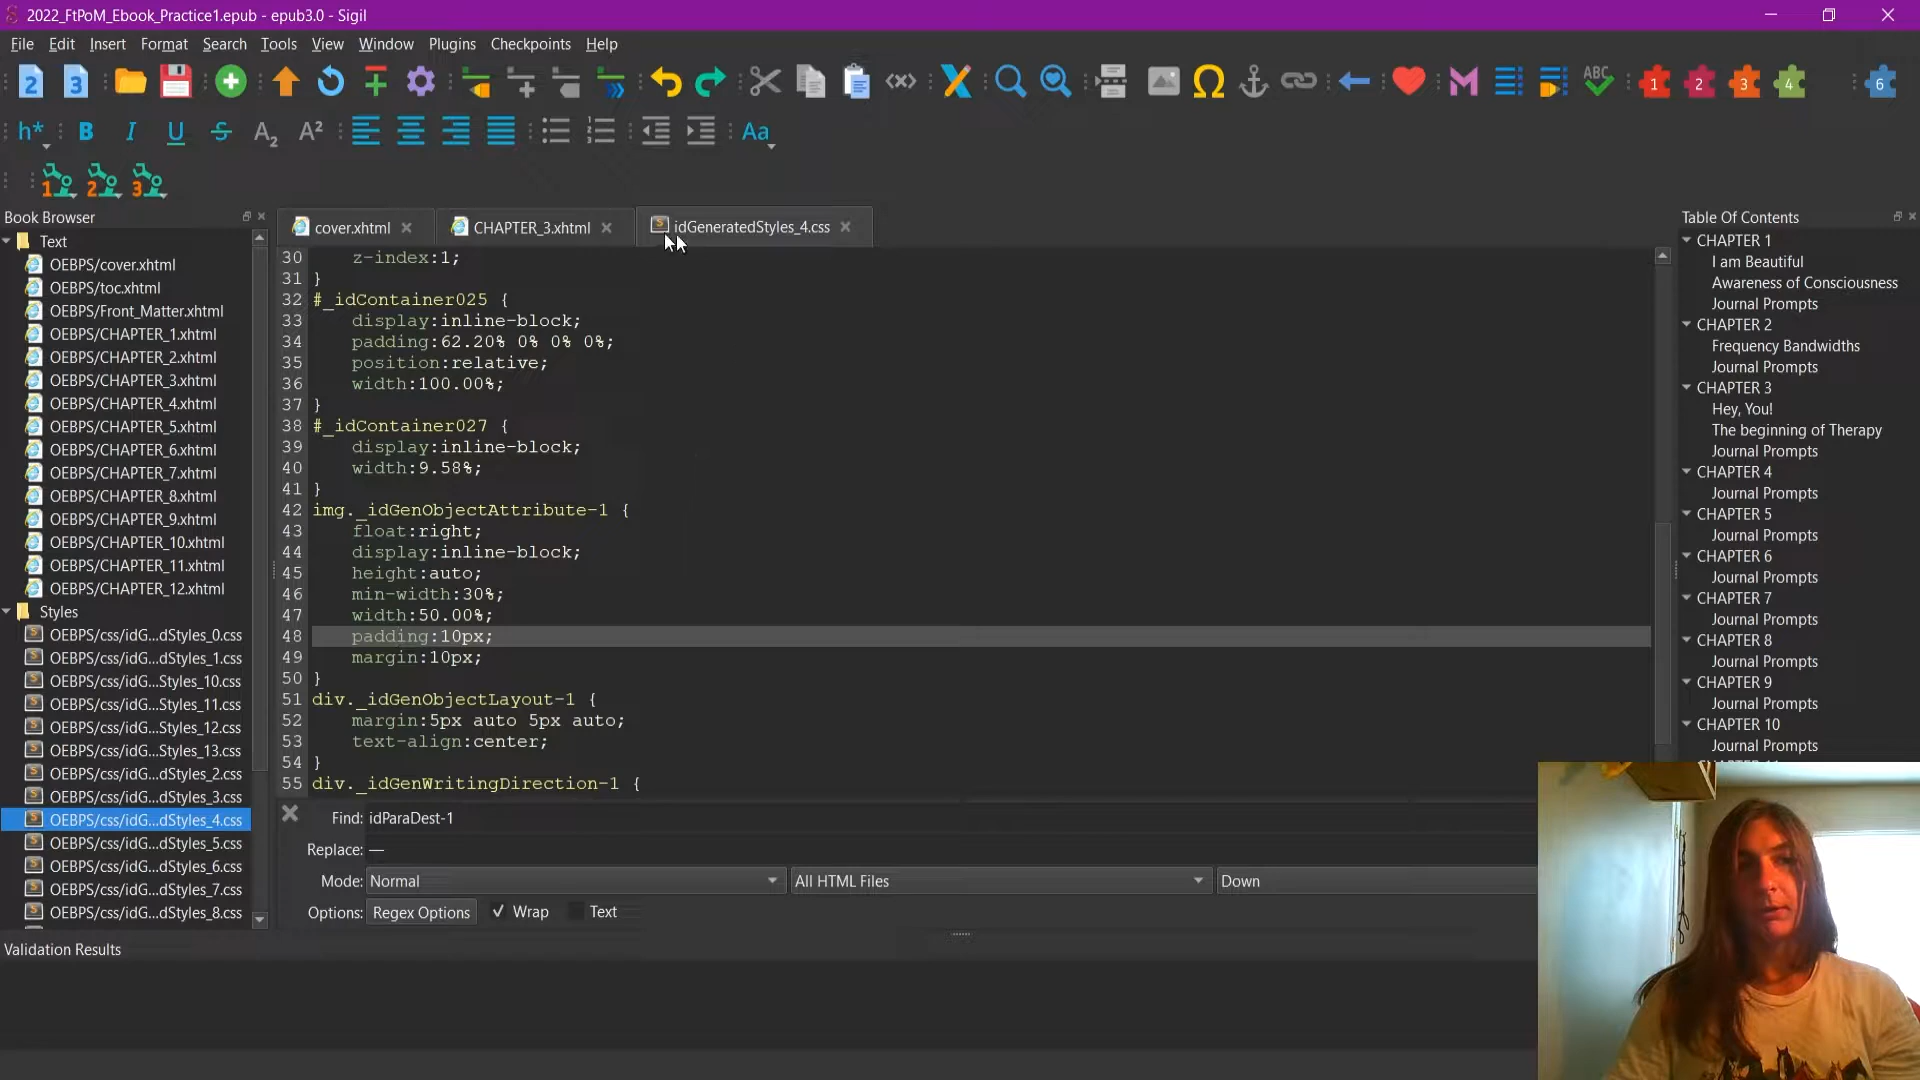 2022_FtPoM_Ebook_Practice1.epub - epub3.0 - Sigil
File Edit Insert Format Search Tools View Window Plugins Checkpoints Help
2 3 ABC 1 2 3 4 6
h* B I U S A2 A2 Aa
1 2 3
Book Browser
Text
OEBPS/cover.xhtml
OEBPS/toc.xhtml
OEBPS/Front_Matter.xhtml
OEBPS/CHAPTER_1.xhtml
OEBPS/CHAPTER_2.xhtml
OEBPS/CHAPTER_3.xhtml
OEBPS/CHAPTER_4.xhtml
OEBPS/CHAPTER_5.xhtml
OEBPS/CHAPTER_6.xhtml
OEBPS/CHAPTER_7.xhtml
OEBPS/CHAPTER_8.xhtml
OEBPS/CHAPTER_9.xhtml
OEBPS/CHAPTER_10.xhtml
OEBPS/CHAPTER_11.xhtml
OEBPS/CHAPTER_12.xhtml
Styles
OEBPS/css/idG...dStyles_0.css
OEBPS/css/idG...dStyles_1.css
OEBPS/css/idG...Styles_10.css
OEBPS/css/idG...Styles_11.css
OEBPS/css/idG...Styles_12.css
OEBPS/css/idG...Styles_13.css
OEBPS/css/idG...dStyles_2.css
OEBPS/css/idG...dStyles_3.css
OEBPS/css/idG...dStyles_4.css
OEBPS/css/idG...dStyles_5.css
OEBPS/css/idG...dStyles_6.css
OEBPS/css/idG...dStyles_7.css
OEBPS/css/idG...dStyles_8.css
cover.xhtml CHAPTER_3.xhtml idGeneratedStyles_4.css
30 z-index:1;
31 }
32 #_idContainer025 {
33 display:inline-block;
34 padding:62.20% 0% 0% 0%;
35 position:relative;
36 width:100.00%;
37 }
38 #_idContainer027 {
39 display:inline-block;
40 width:9.58%;
41 }
42 img._idGenObjectAttribute-1 {
43 float:right;
44 display:inline-block;
45 height:auto;
46 min-width:30%;
47 width:50.00%;
48 padding:10px;
49 margin:10px;
50 }
51 div._idGenObjectLayout-1 {
52 margin:5px auto 5px auto;
53 text-align:center;
54 }
55 div._idGenWritingDirection-1 {
Find: idParaDest-1
Replace: —
Mode: Normal All HTML Files Down
Options: Regex Options Wrap Text
Validation Results
Table Of Contents
CHAPTER 1
I am Beautiful
Awareness of Consciousness
Journal Prompts
CHAPTER 2
Frequency Bandwidths
Journal Prompts
CHAPTER 3
Hey, You!
The beginning of Therapy
Journal Prompts
CHAPTER 4
Journal Prompts
CHAPTER 5
Journal Prompts
CHAPTER 6
Journal Prompts
CHAPTER 7
Journal Prompts
CHAPTER 8
Journal Prompts
CHAPTER 9
Journal Prompts
CHAPTER 10
Journal Prompts